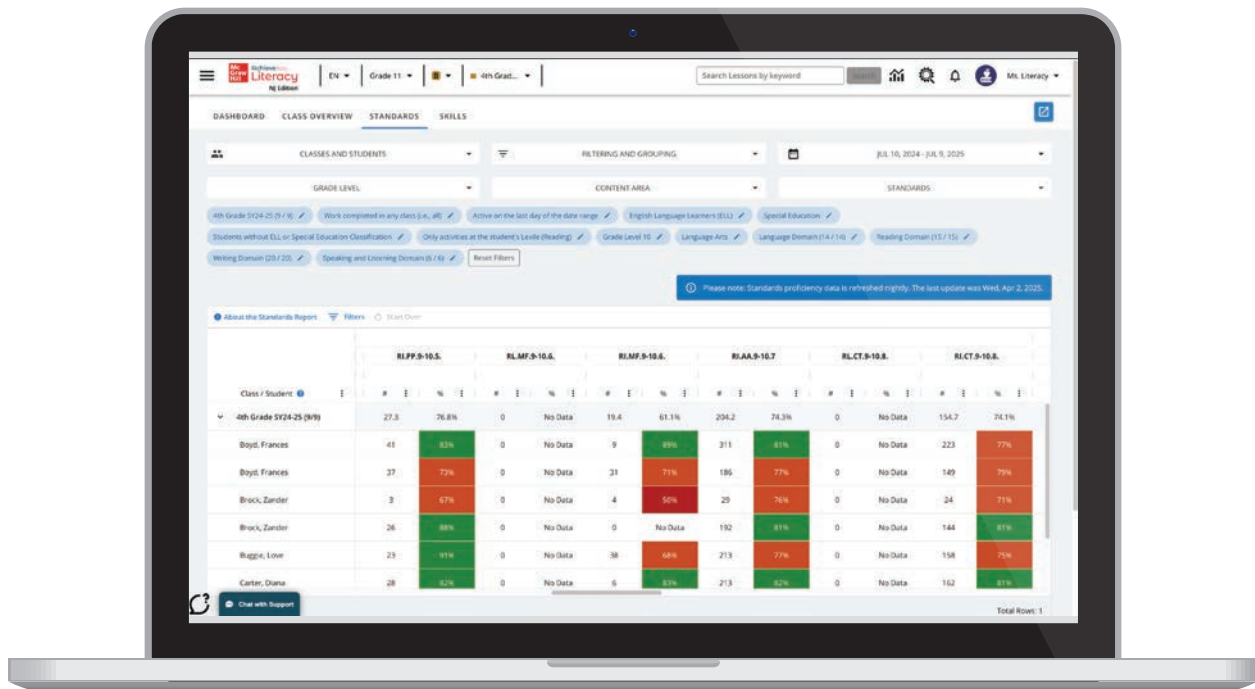 Mc Graw Hill Achieve Literacy NJ Edition EN Grade 11 4th Grad... Search Lessons by keyword Search Ms. Literacy
DASHBOARD CLASS OVERVIEW STANDARDS SKILLS
CLASSES AND STUDENTS FILTERING AND GROUPING JUL 10, 2024 - JUL 9, 2025
GRADE LEVEL CONTENT AREA STANDARDS
4th Grade SY24-25 (9 / 9) Work completed in any class (i.e., all) Active on the last day of the date range English Language Learners (ELL) Special Education
Students without ELL or Special Education Classification Only activities at the student's Lexile (Reading) Grade Level 10 Language Arts Language Domain (14 / 14) Reading Domain (15 / 15)
Writing Domain (20 / 20) Speaking and Listening Domain (6 / 6) Reset Filters
Please note: Standards proficiency data is refreshed nightly. The last update was Wed, Apr 2, 2025.
About the Standards Report Filters Start Over
RI.PP.9-10.5. RL.MF.9-10.6. RI.MF.9-10.6. RI.AA.9-10.7 RL.CT.9-10.8. RI.CT.9-10.8.
Class / Student # % # % # % # % # % # %
4th Grade SY24-25 (9/9) 27.3 76.8% 0 No Data 19.4 61.1% 204.2 74.3% 0 No Data 154.7 74.1%
Boyd, Frances 41 83% 0 No Data 9 89% 311 81% 0 No Data 223 77%
Boyd, Frances 37 73% 0 No Data 31 71% 186 77% 0 No Data 149 79%
Brock, Zander 3 67% 0 No Data 4 50% 29 76% 0 No Data 24 71%
Brock, Zander 26 88% 0 No Data 0 No Data 192 81% 0 No Data 144 81%
Buggie, Love 23 91% 0 No Data 38 68% 213 77% 0 No Data 158 75%
Carter, Diana 28 82% 0 No Data 6 83% 213 82% 0 No Data 162 81%
Chat with Support
Total Rows: 1